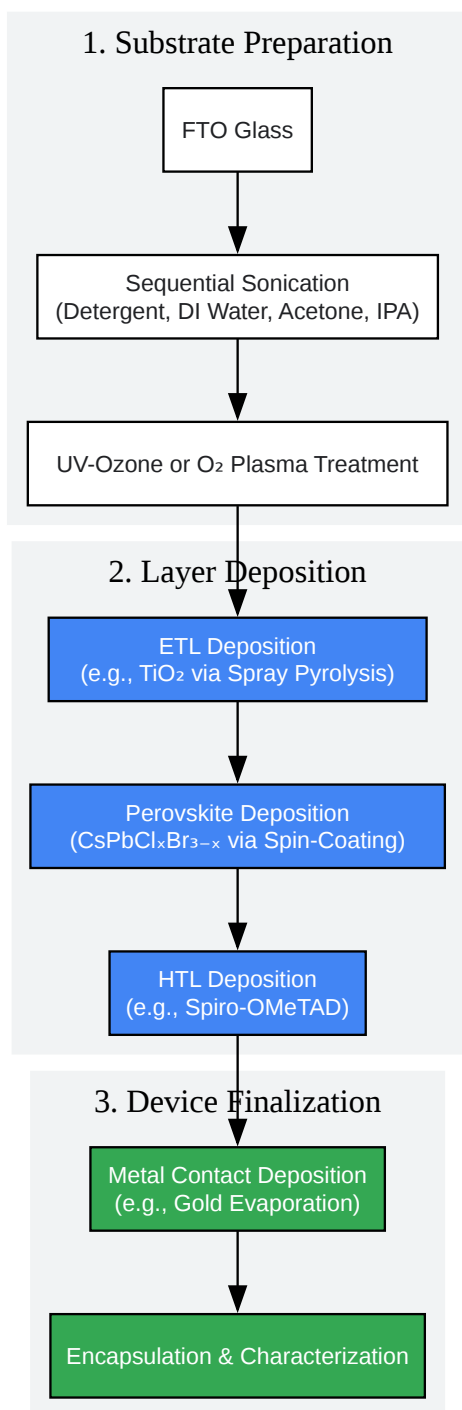 1. Substrate Preparation
FTO Glass
Sequential Sonication
(Detergent, DI Water, Acetone, IPA)
UV-Ozone or O₂ Plasma Treatment
2. Layer Deposition
ETL Deposition
(e.g., TiO₂ via Spray Pyrolysis)
Perovskite Deposition
(CsPbClₓBr₃₋ₓ via Spin-Coating)
HTL Deposition
(e.g., Spiro-OMeTAD)
3. Device Finalization
Metal Contact Deposition
(e.g., Gold Evaporation)
Encapsulation & Characterization